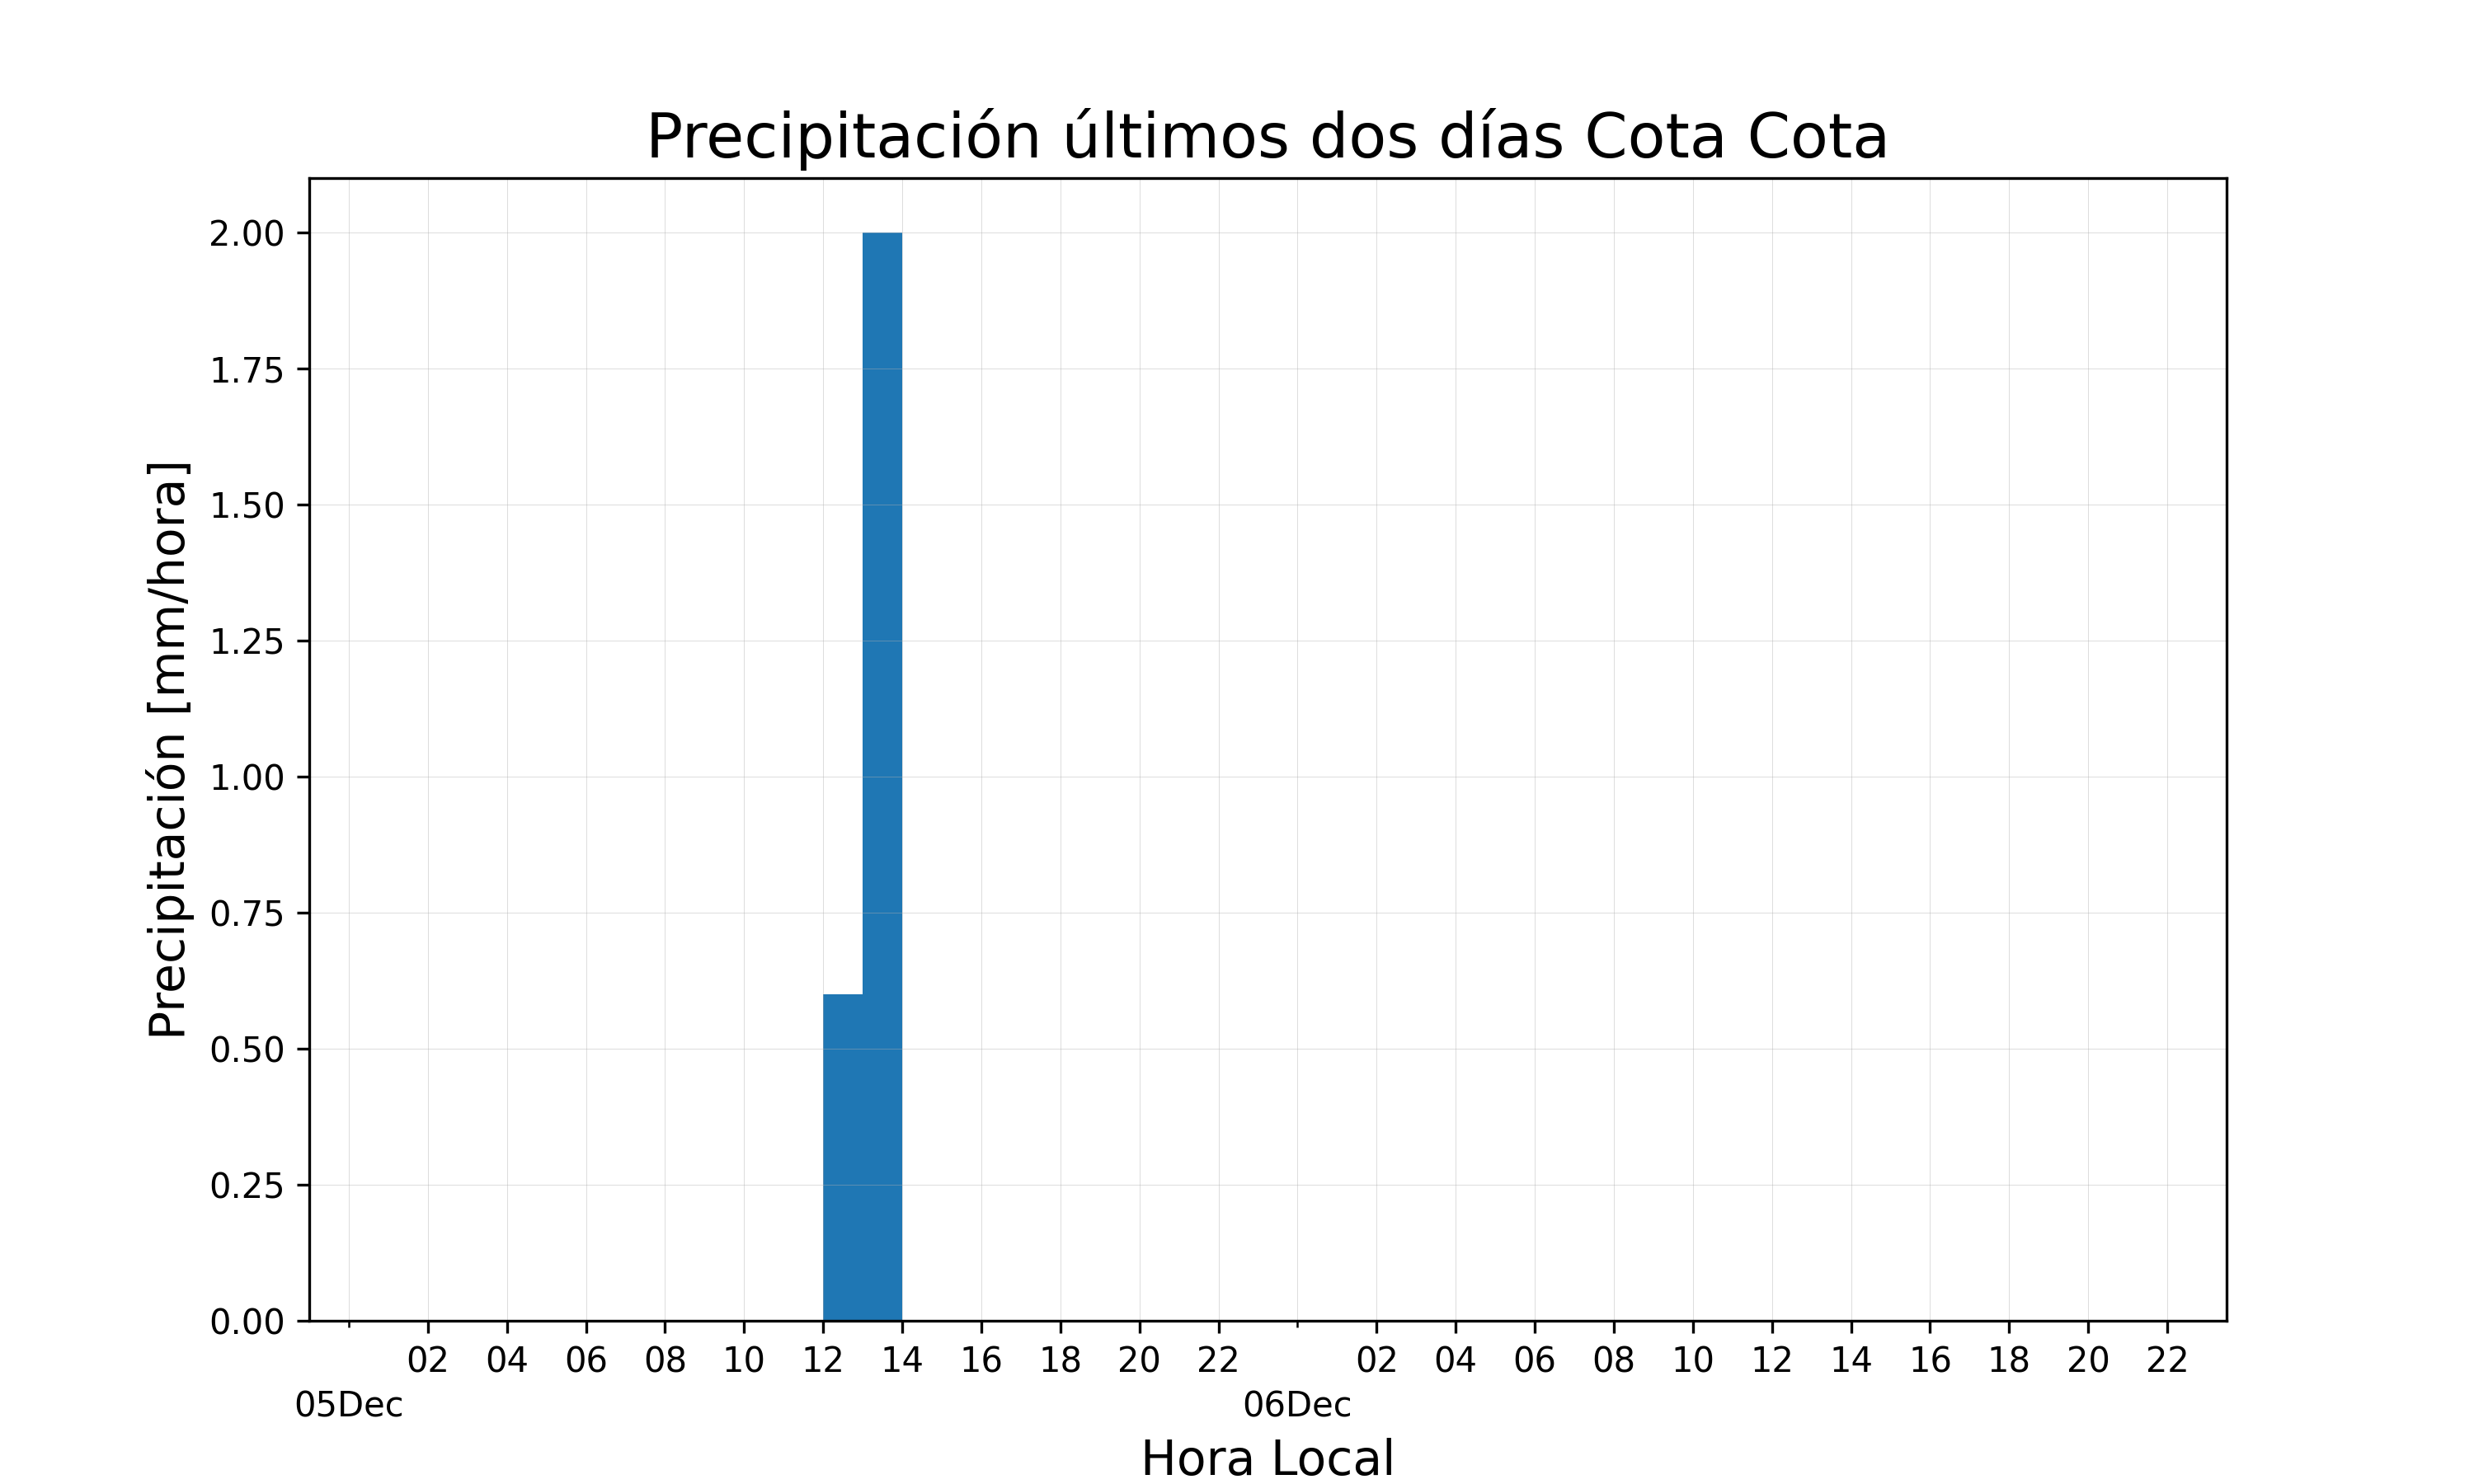 Precipitación últimos dos días Cota Cota
Precipitación [mm/hora]
2.00
1.75
1.50
1.25
1.00
0.75
0.50
0.25
0.00
02 04 06 08 10 12 14 16 18 20 22 02 04 06 08 10 12 14 16 18 20 22
05Dec 06Dec
Hora Local